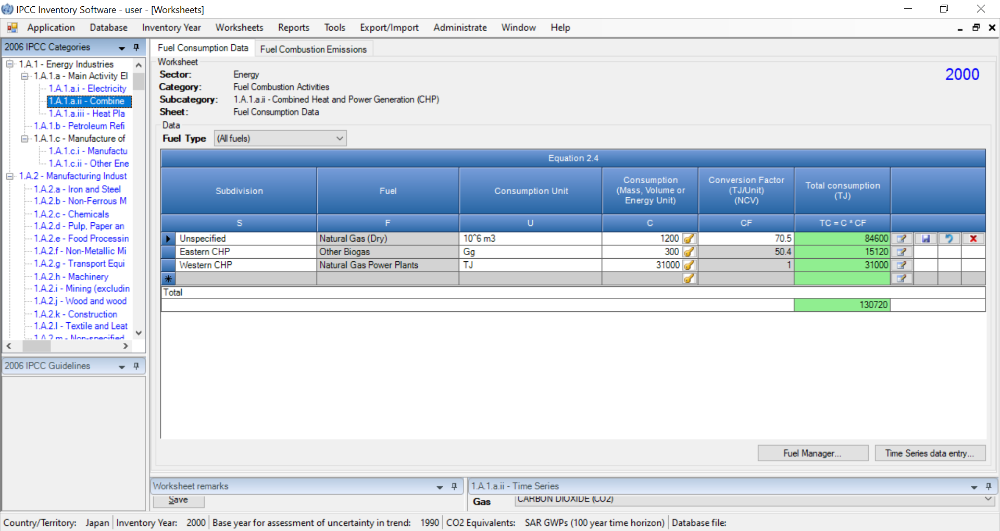 IPCC Inventory Software - user - [Worksheets]
Application Database Inventory Year Worksheets Reports Tools Export/Import Administrate Window Help
2006 IPCC Categories
1.A.1 - Energy Industries
1.A.1.a - Main Activity El
1.A.1.a.i - Electricity
1.A.1.a.ii - Combine
1.A.1.a.iii - Heat Pla
1.A.1.b - Petroleum Refi
1.A.1.c - Manufacture of
1.A.1.c.i - Manufactu
1.A.1.c.ii - Other Ene
1.A.2 - Manufacturing Indust
1.A.2.a - Iron and Steel
1.A.2.b - Non-Ferrous M
1.A.2.c - Chemicals
1.A.2.d - Pulp, Paper an
1.A.2.e - Food Processin
1.A.2.f - Non-Metallic Mi
1.A.2.g - Transport Equi
1.A.2.h - Machinery
1.A.2.i - Mining (excludin
1.A.2.j - Wood and wood
1.A.2.k - Construction
1.A.2.l - Textile and Leat
1.A.2.m - Non-specified
2006 IPCC Guidelines
Fuel Consumption Data Fuel Combustion Emissions
Worksheet
Sector: Energy
Category: Fuel Combustion Activities
Subcategory: 1.A.1.a.ii - Combined Heat and Power Generation (CHP)
Sheet: Fuel Consumption Data
2000
Data
Fuel Type (All fuels)
Equation 2.4
Subdivision Fuel Consumption Unit Consumption (Mass, Volume or Energy Unit) Conversion Factor (TJ/Unit) (NCV) Total consumption (TJ)
S F U C CF TC = C * CF
Unspecified Natural Gas (Dry) 10^6 m3 1200 70.5 84600
Eastern CHP Other Biogas Gg 300 50.4 15120
Western CHP Natural Gas Power Plants TJ 31000 1 31000
Total
130720
Fuel Manager... Time Series data entry...
Worksheet remarks
Save
1.A.1.a.ii - Time Series
Gas CARBON DIOXIDE (CO2)
Country/Territory: Japan Inventory Year: 2000 Base year for assessment of uncertainty in trend: 1990 CO2 Equivalents: SAR GWPs (100 year time horizon) Database file: